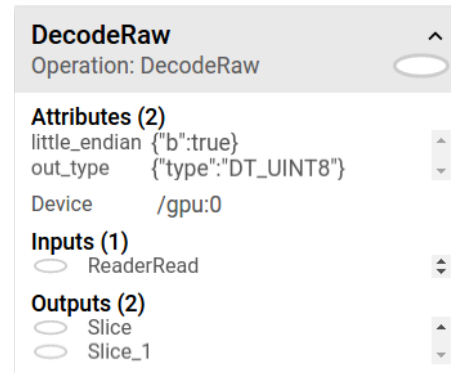 DecodeRaw
Operation: DecodeRaw
Attributes (2)
little_endian {"b":true}
out_type {"type":"DT_UINT8"}
Device /gpu:0
Inputs (1)
ReaderRead
Outputs (2)
Slice
Slice_1